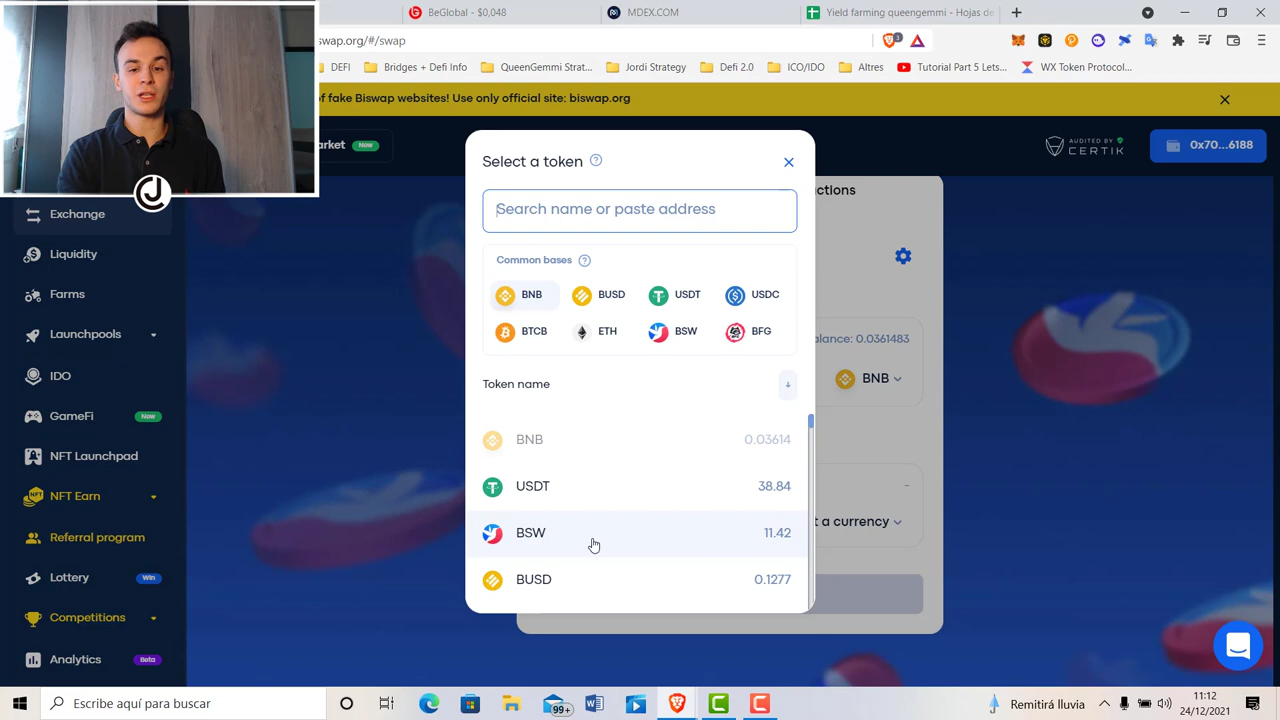 BeGlobal - $0,048
MDEX.COM
Yield farming queengemmi - Hojas de
swap.org/#/swap
3
DEFI
Bridges + Defi Info
QueenGemmi Strat...
Jordi Strategy
Defi 2.0
ICO/IDO
Altres
Tutorial Part 5 Lets...
WX Token Protocol...
of fake Biswap websites! Use only official site: biswap.org
arket
New
AUDITED BY
CERTIK
0x70...6188
Exchange
Liquidity
Farms
Launchpools
IDO
GameFi
New
NFT Launchpad
NFT Earn
Referral program
Lottery
Win
Competitions
Analytics
Beta
Select a token
Search name or paste address
Common bases
BNB
BUSD
USDT
USDC
BTCB
ETH
BSW
BFG
Token name
BNB 0.03614
USDT 38.84
BSW 11.42
BUSD 0.1277
ctions
alance: 0.0361483
BNB
-
t a currency
Escribe aquí para buscar
99+
Remitirá lluvia
11:12
24/12/2021